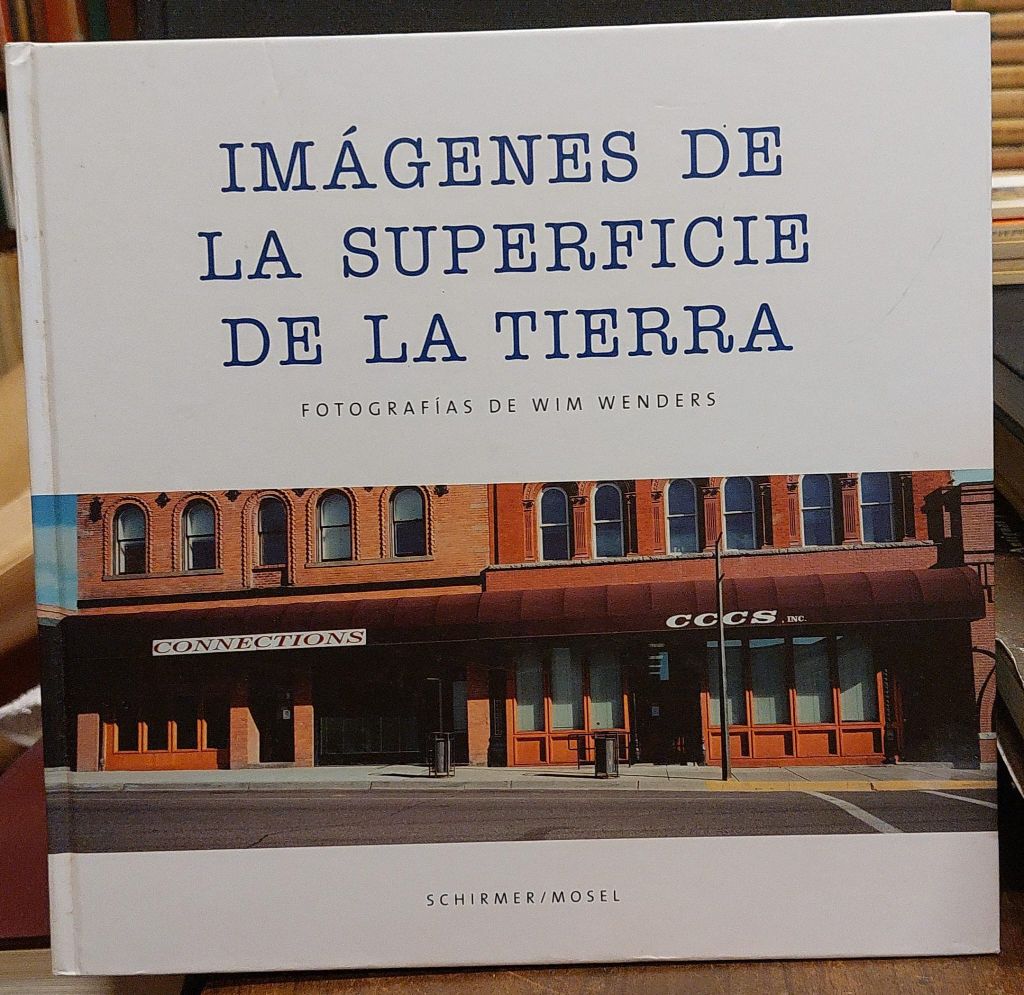 IMÁGENES DE
LA SUPERFICIE
DE LA TIERRA
FOTOGRAFÍAS DE WIM WENDERS
CONNECTIONS
CCCS, INC.
SCHIRMER/MOSEL